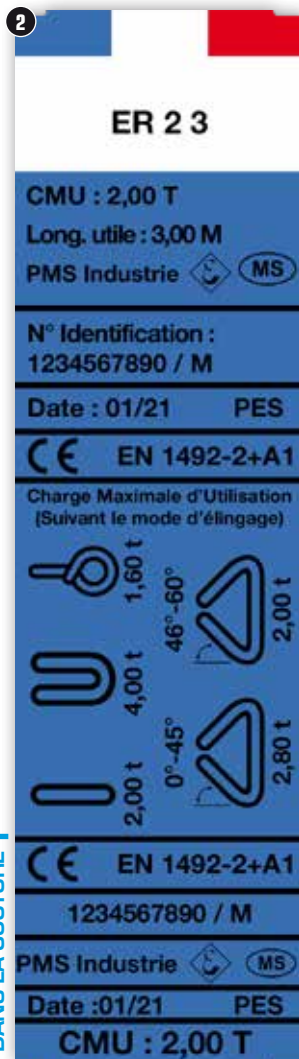 2
ER 2 3
CMU : 2,00 T
Long. utile : 3,00 M
PMS Industrie MS
N° Identification :
1234567890 / M
Date : 01/21 PES
CE EN 1492-2+A1
Charge Maximale d'Utilisation
(Suivant le mode d'élingage)
1,60 t
46°-60°
2,00 t
4,00 t
0°-45°
2,80 t
2,00 t
CE EN 1492-2+A1
1234567890 / M
PMS Industrie MS
Date :01/21 PES
CMU : 2,00 T
DANS LA COUTURE